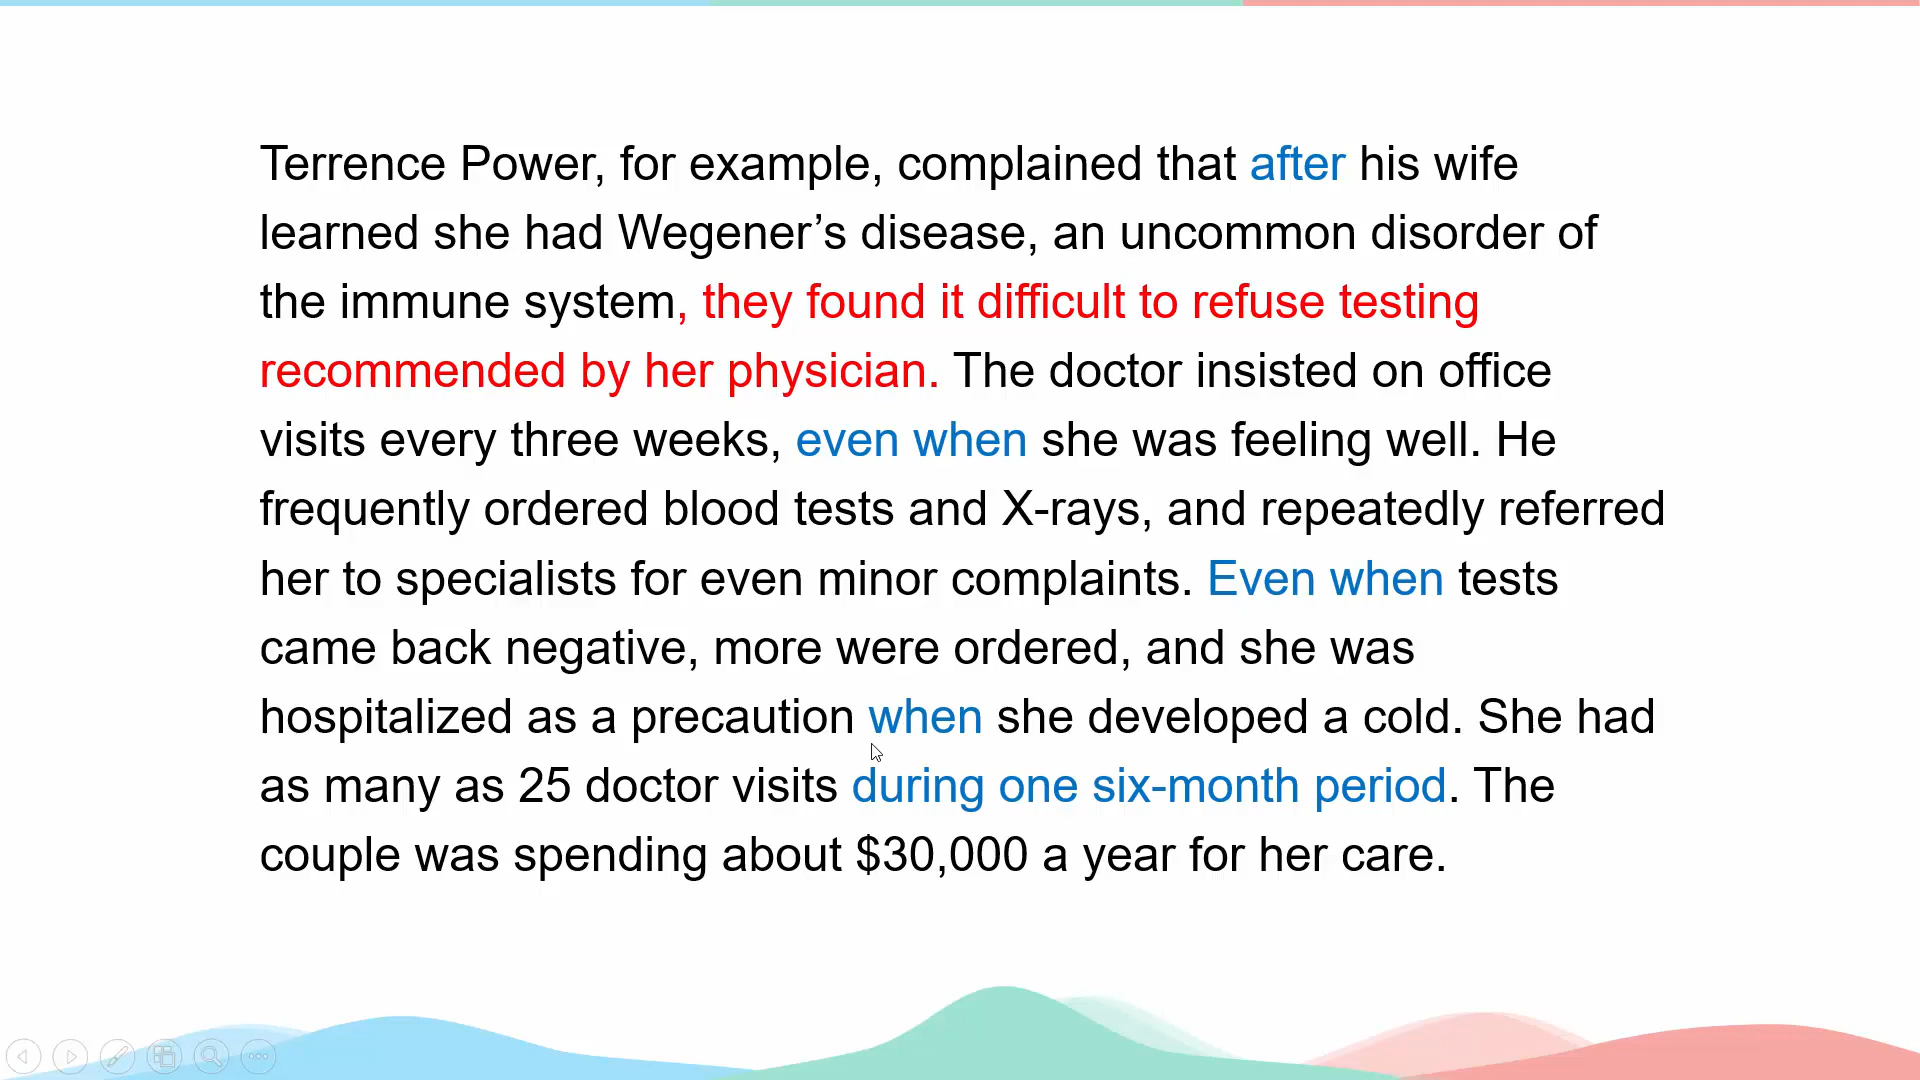 Terrence Power, for example, complained that after his wife
learned she had Wegener’s disease, an uncommon disorder of
the immune system, they found it difficult to refuse testing
recommended by her physician. The doctor insisted on office
visits every three weeks, even when she was feeling well. He
frequently ordered blood tests and X-rays, and repeatedly referred
her to specialists for even minor complaints. Even when tests
came back negative, more were ordered, and she was
hospitalized as a precaution when she developed a cold. She had
as many as 25 doctor visits during one six-month period. The
couple was spending about $30,000 a year for her care.